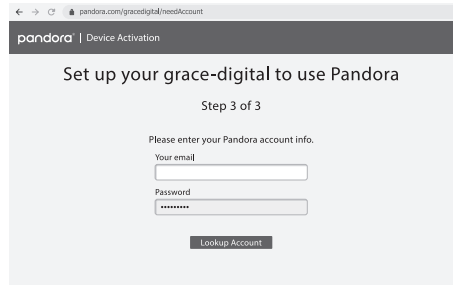 pandora.com/gracedigital/needAccount
pandora | Device Activation
Set up your grace-digital to use Pandora
Step 3 of 3
Please enter your Pandora account info.
Your email
Password
•••••••••
Lookup Account